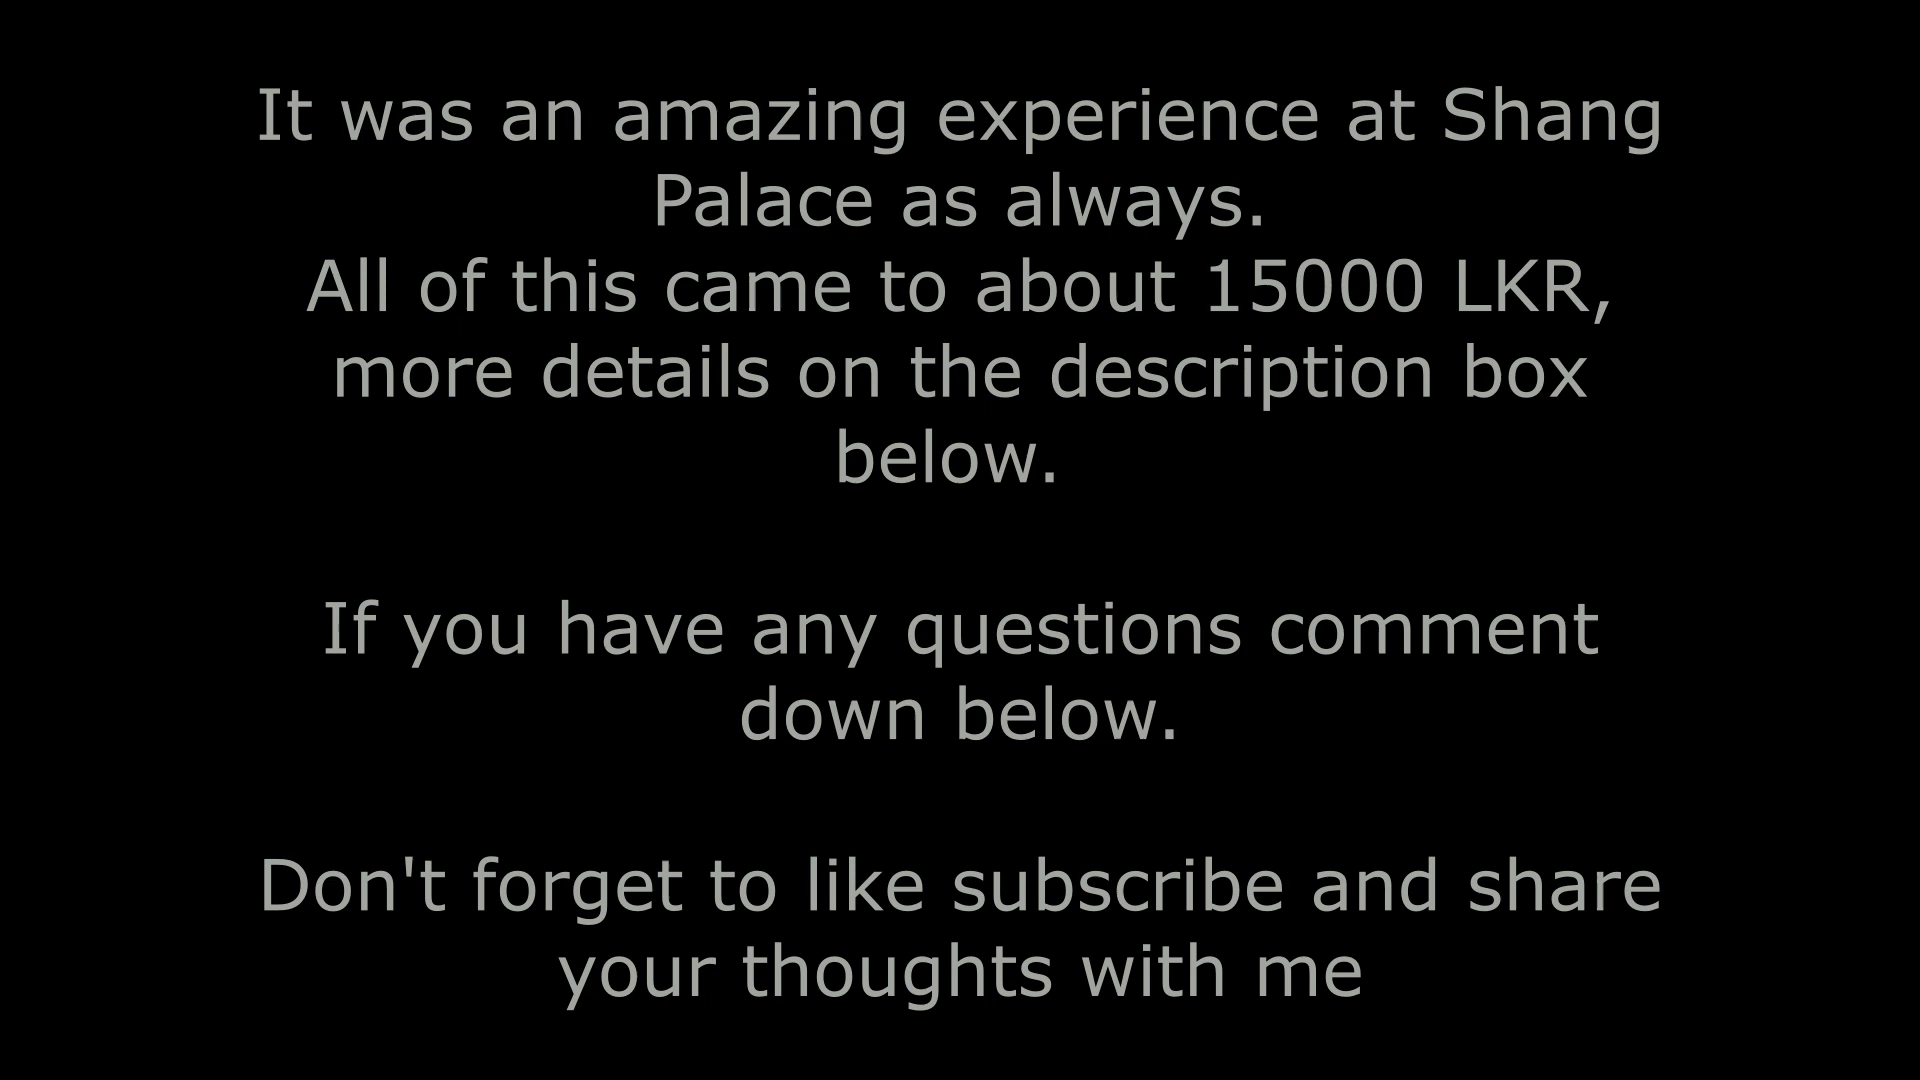 It was an amazing experience at Shang
Palace as always.
All of this came to about 15000 LKR,
more details on the description box
below.
If you have any questions comment
down below.
Don't forget to like subscribe and share
your thoughts with me